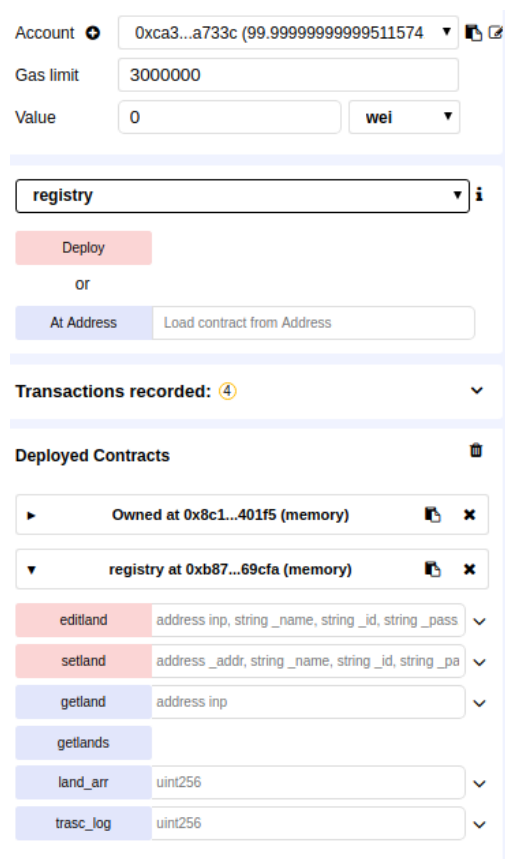 Account 0xca3...a733c (99.99999999999511574
Gas limit 3000000
Value 0 wei
registry
Deploy
or
At Address Load contract from Address
Transactions recorded: 4
Deployed Contracts
Owned at 0x8c1...401f5 (memory)
registry at 0xb87...69cfa (memory)
editland address inp, string _name, string _id, string _pass
setland address _addr, string _name, string _id, string _pa
getland address inp
getlands
land_arr uint256
trasc_log uint256